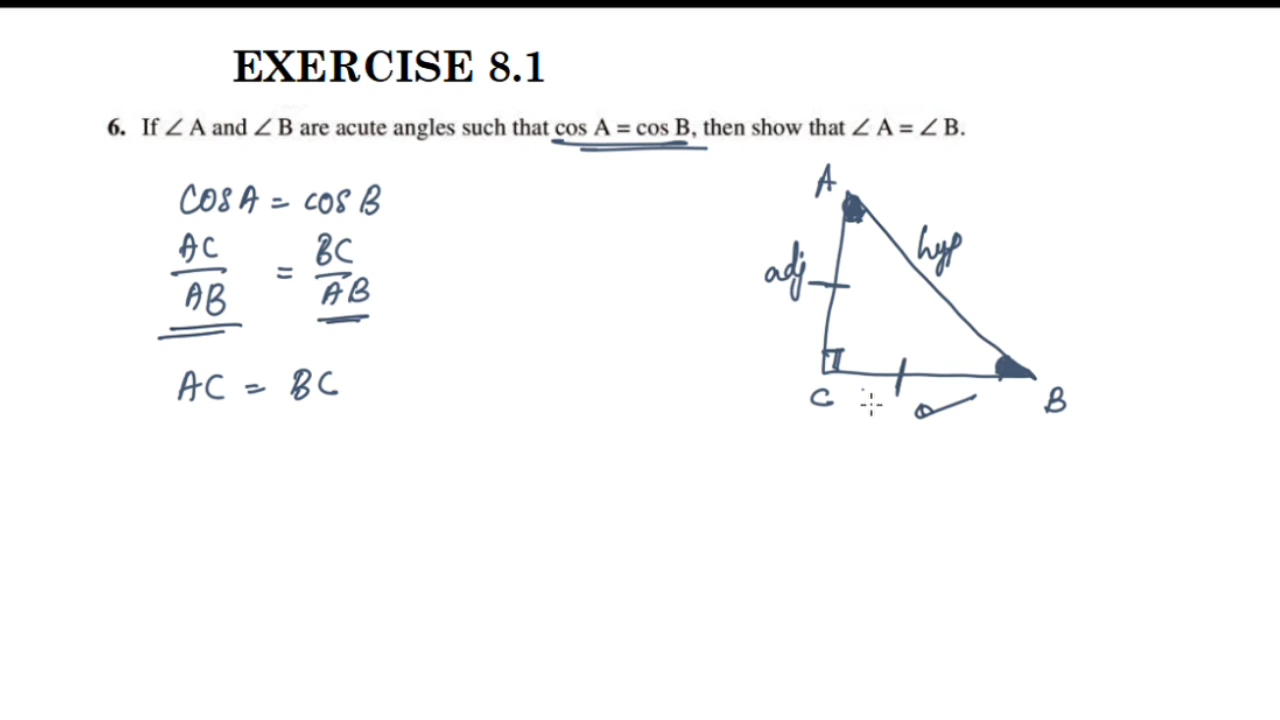 EXERCISE 8.1
6. If ∠ A and ∠ B are acute angles such that cos A = cos B, then show that ∠ A = ∠ B.
COS A = COS B
AC/AB = BC/AB
AC = BC
A
adj
hyp
C
B